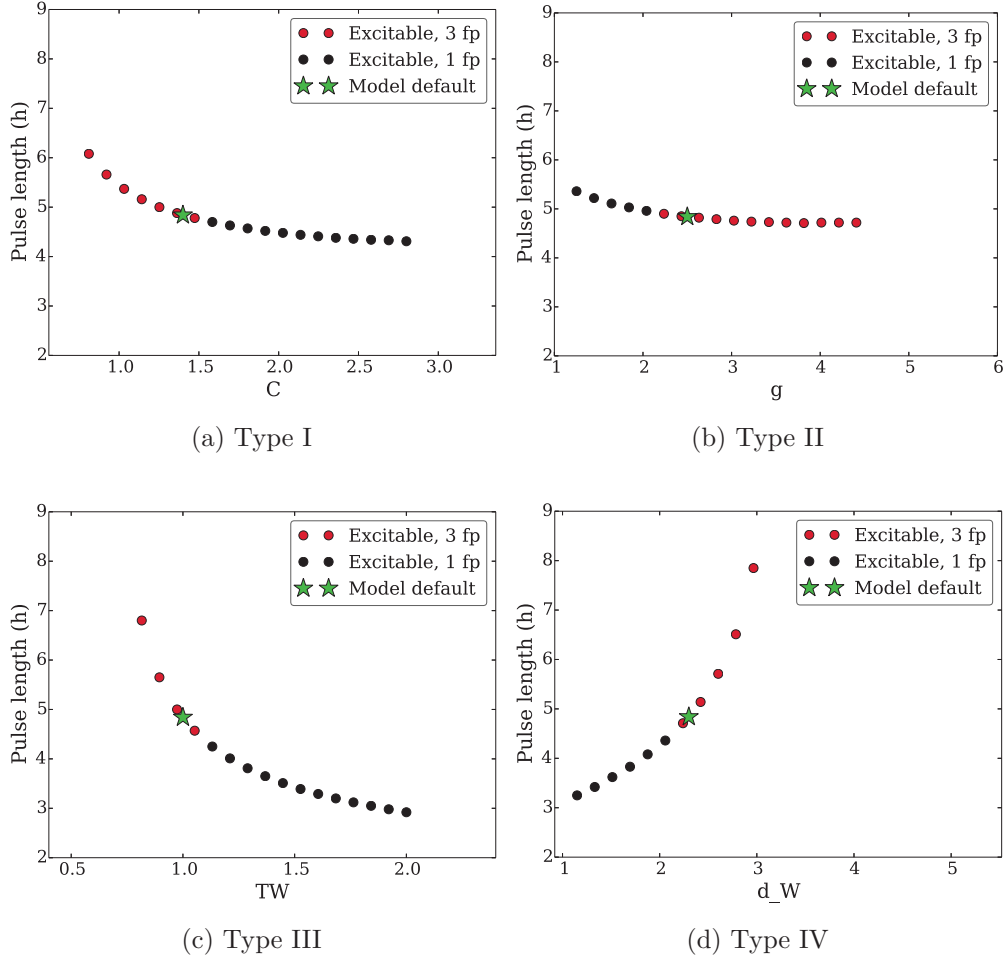 9
8
7
6
5
4
3
2
Pulse length (h)
Excitable, 3 fp
Excitable, 1 fp
Model default
1.0 1.5 2.0 2.5 3.0
C
(a) Type I
9
8
7
6
5
4
3
2
Pulse length (h)
Excitable, 3 fp
Excitable, 1 fp
Model default
1 2 3 4 5 6
g
(b) Type II
9
8
7
6
5
4
3
2
Pulse length (h)
Excitable, 3 fp
Excitable, 1 fp
Model default
0.5 1.0 1.5 2.0
TW
(c) Type III
9
8
7
6
5
4
3
2
Pulse length (h)
Excitable, 3 fp
Excitable, 1 fp
Model default
1 2 3 4 5
d_W
(d) Type IV